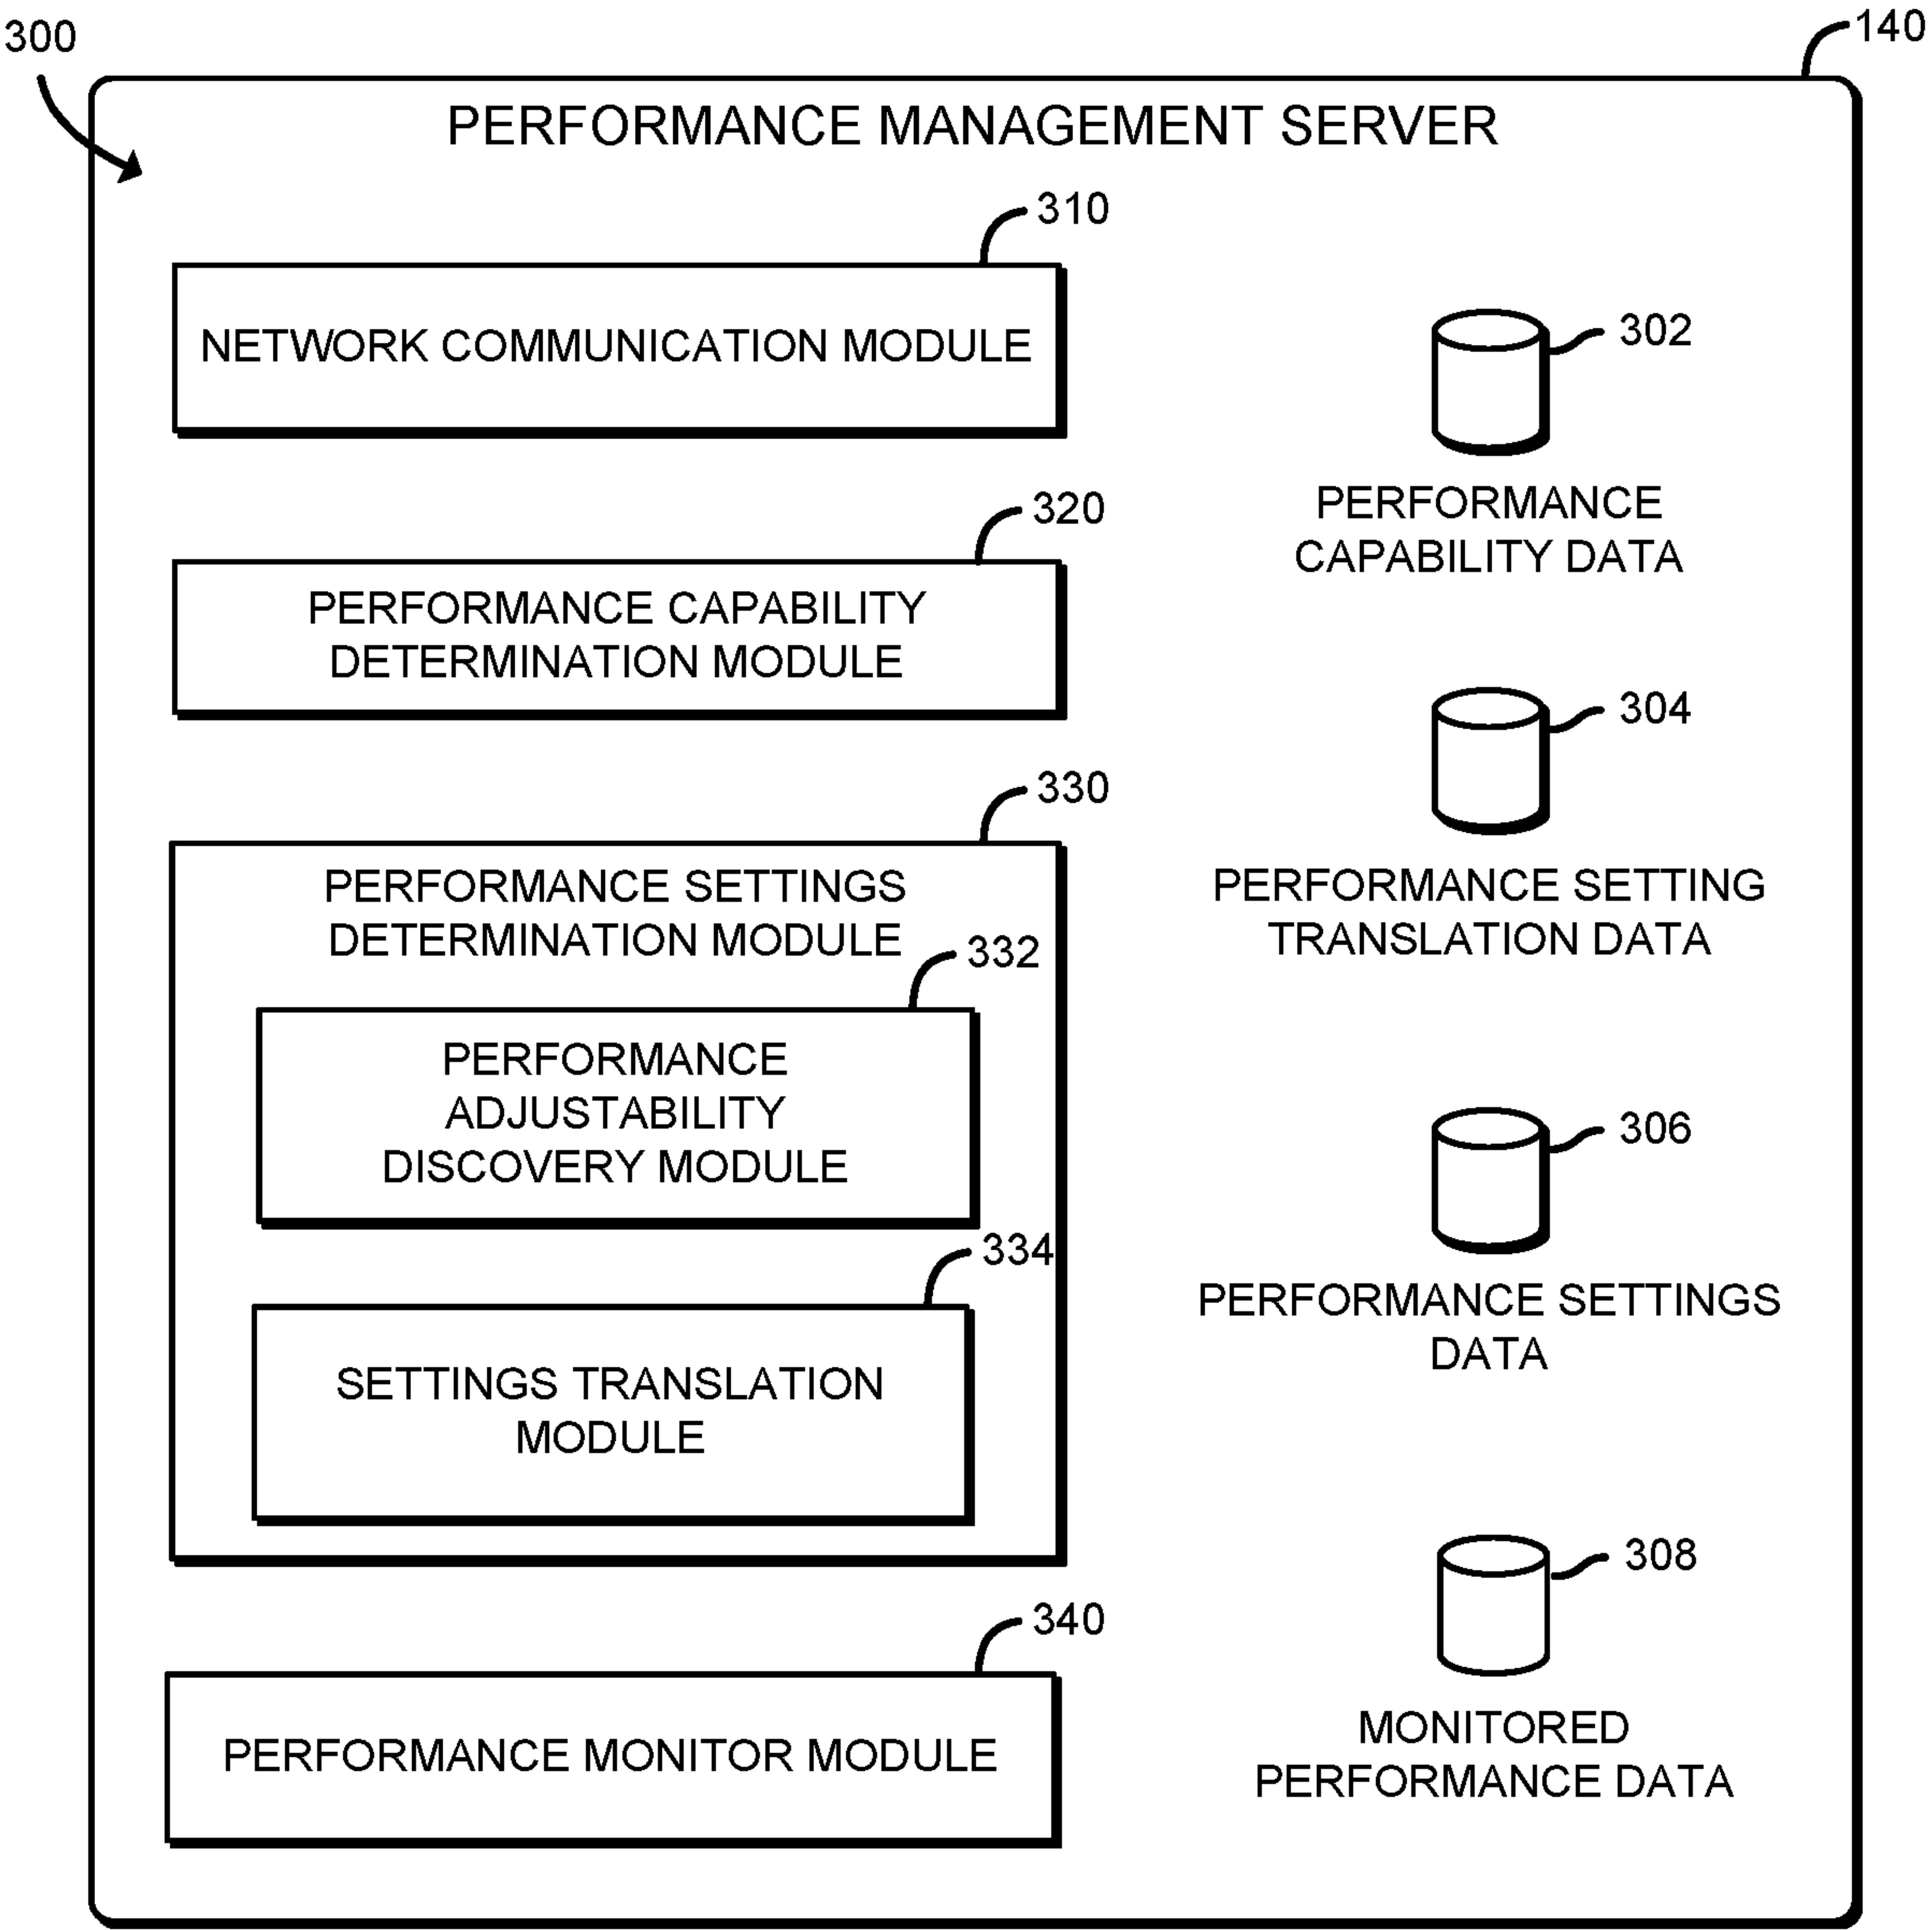 300
140
PERFORMANCE MANAGEMENT SERVER
310
NETWORK COMMUNICATION MODULE
320
PERFORMANCE CAPABILITY
DETERMINATION MODULE
330
PERFORMANCE SETTINGS
DETERMINATION MODULE
332
PERFORMANCE
ADJUSTABILITY
DISCOVERY MODULE
334
SETTINGS TRANSLATION
MODULE
340
PERFORMANCE MONITOR MODULE
302
PERFORMANCE
CAPABILITY DATA
304
PERFORMANCE SETTING
TRANSLATION DATA
306
PERFORMANCE SETTINGS
DATA
308
MONITORED
PERFORMANCE DATA